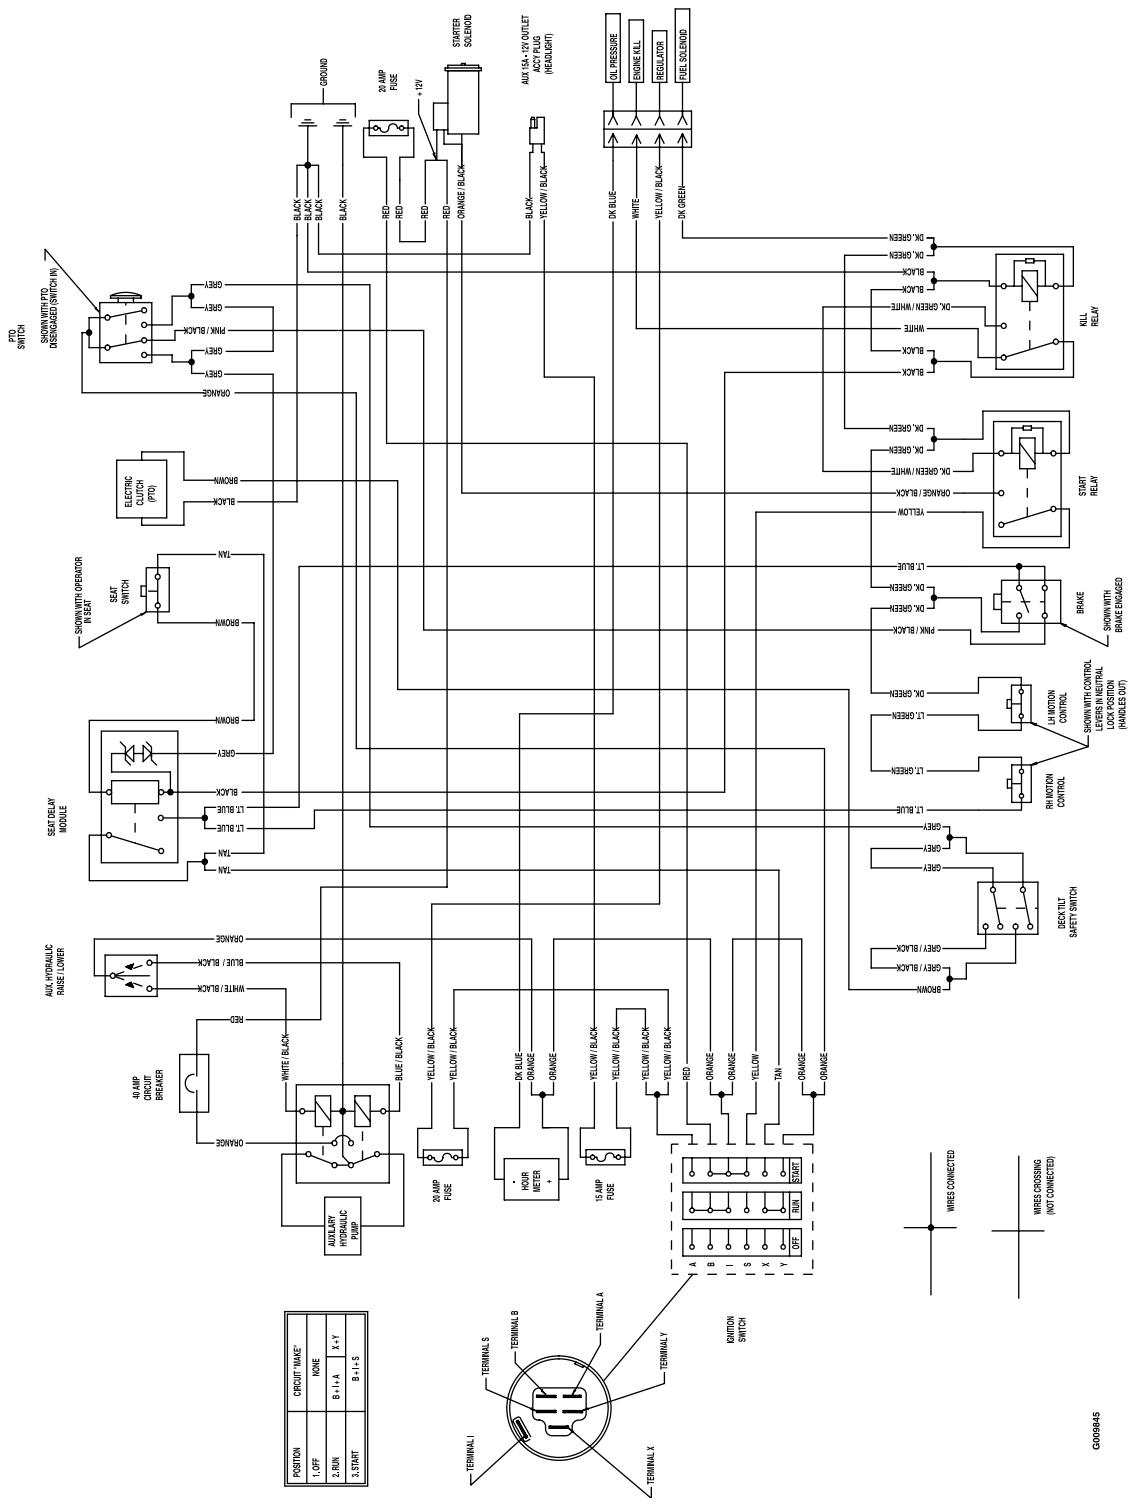 GROUND
20 AMP
FUSE
+ 12V
STARTER
SOLENOID
AUX 15A - 12V OUTLET
ACCY PLUG
(HEADLIGHT)
OIL PRESSURE
ENGINE KILL
REGULATOR
FUEL SOLENOID
BLACK
BLACK
BLACK
BLACK
RED
RED
RED
RED
ORANGE / BLACK
BLACK
YELLOW / BLACK
DK BLUE
WHITE
YELLOW / BLACK
DK GREEN
PTO
SWITCH
SHOWN WITH PTO
DISENGAGED (SWITCH IN)
GREY
GREY
PINK / BLACK
GREY
GREY
ORANGE
DK. GREEN
DK. GREEN
BLACK
BLACK
DK. GREEN / WHITE
WHITE
BLACK
BLACK
KILL
RELAY
ELECTRIC
CLUTCH
(PTO)
BROWN
BLACK
DK. GREEN
DK. GREEN
DK. GREEN / WHITE
ORANGE / BLACK
YELLOW
START
RELAY
SHOWN WITH OPERATOR
IN SEAT
SEAT
SWITCH
TAN
BROWN
LT. BLUE
DK. GREEN
DK. GREEN
PINK / BLACK
BRAKE
SHOWN WITH
BRAKE ENGAGED
SEAT DELAY
MODULE
BROWN
GREY
BLACK
LT. BLUE
LT. BLUE
TAN
TAN
DK. GREEN
LT. GREEN
LT. GREEN
LT. BLUE
LH MOTION
CONTROL
RH MOTION
CONTROL
SHOWN WITH CONTROL
LEVERS IN NEUTRAL
LOCK POSITION
(HANDLES OUT)
GREY
GREY
GREY
GREY / BLACK
GREY / BLACK
BROWN
DECK TILT
SAFETY SWITCH
AUX. HYDRAULIC
RAISE / LOWER
ORANGE
BLUE / BLACK
WHITE / BLACK
RED
40 AMP
CIRCUIT
BREAKER
ORANGE
WHITE / BLACK
BLUE / BLACK
YELLOW / BLACK
YELLOW / BLACK
DK BLUE
ORANGE
ORANGE
YELLOW / BLACK
YELLOW / BLACK
YELLOW / BLACK
YELLOW / BLACK
RED
ORANGE
ORANGE
YELLOW
TAN
ORANGE
ORANGE
AUXILARY
HYDRAULIC
PUMP
20 AMP
FUSE
-
HOUR
METER
+
15 AMP
FUSE
START
RUN
OFF
A
B
I
S
X
Y
IGNITION
SWITCH
WIRES CONNECTED
WIRES CROSSING
(NOT CONNECTED)
POSITION CIRCUIT "MAKE"
1. OFF NONE
2. RUN B + I + A X + Y
3. START B + I + S
TERMINAL I
TERMINAL S
TERMINAL B
TERMINAL A
TERMINAL Y
TERMINAL X
G009845